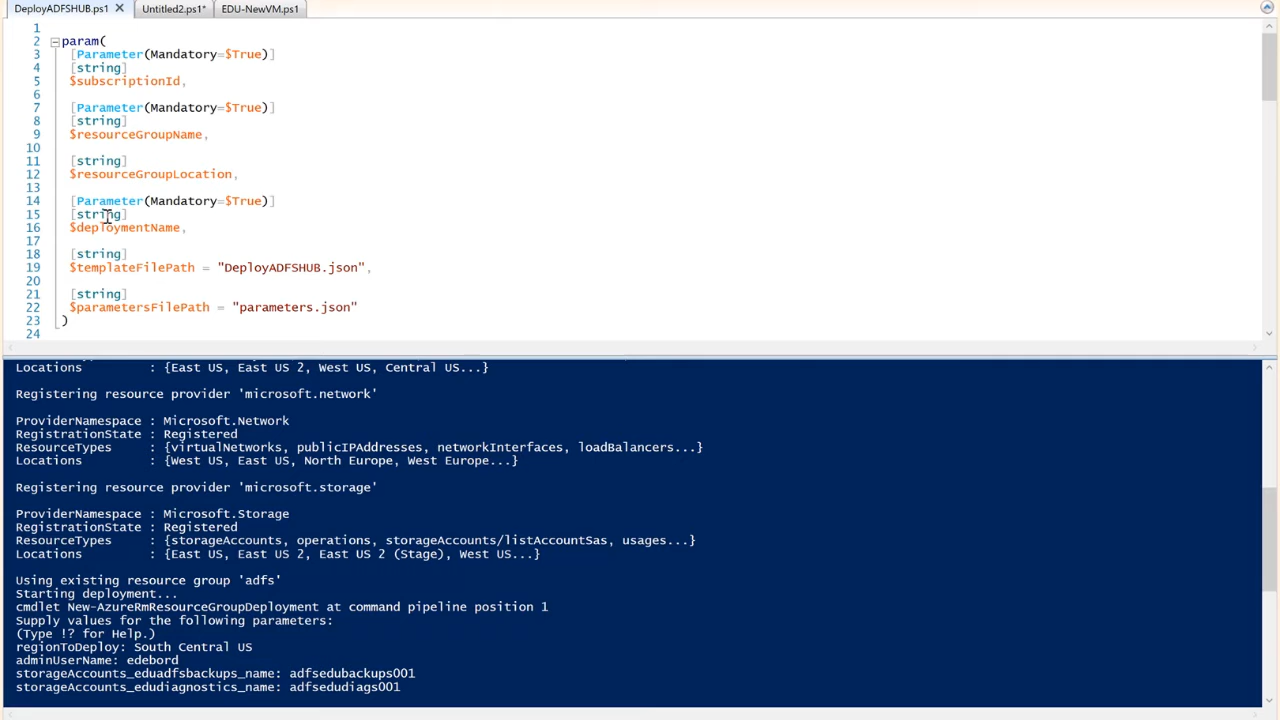 DeployADFSHUB.ps1 X Untitled2.ps1* EDU-NewVM.ps1
1
2 param(
3 [Parameter(Mandatory=$True)]
4 [string]
5 $subscriptionId,
6
7 [Parameter(Mandatory=$True)]
8 [string]
9 $resourceGroupName,
10
11 [string]
12 $resourceGroupLocation,
13
14 [Parameter(Mandatory=$True)]
15 [string]
16 $deploymentName,
17
18 [string]
19 $templateFilePath = "DeployADFSHUB.json",
20
21 [string]
22 $parametersFilePath = "parameters.json"
23 )
24
Locations : {East US, East US 2, West US, Central US...}
Registering resource provider 'microsoft.network'
ProviderNamespace : Microsoft.Network
RegistrationState : Registered
ResourceTypes : {virtualNetworks, publicIPAddresses, networkInterfaces, loadBalancers...}
Locations : {West US, East US, North Europe, West Europe...}
Registering resource provider 'microsoft.storage'
ProviderNamespace : Microsoft.Storage
RegistrationState : Registered
ResourceTypes : {storageAccounts, operations, storageAccounts/listAccountSas, usages...}
Locations : {East US, East US 2, East US 2 (Stage), West US...}
Using existing resource group 'adfs'
Starting deployment...
cmdlet New-AzureRmResourceGroupDeployment at command pipeline position 1
Supply values for the following parameters:
(Type !? for Help.)
regionToDeploy: South Central US
adminUserName: edebord
storageAccounts_eduadfsbackups_name: adfsedubackups001
storageAccounts_edudiagnostics_name: adfsedudiags001